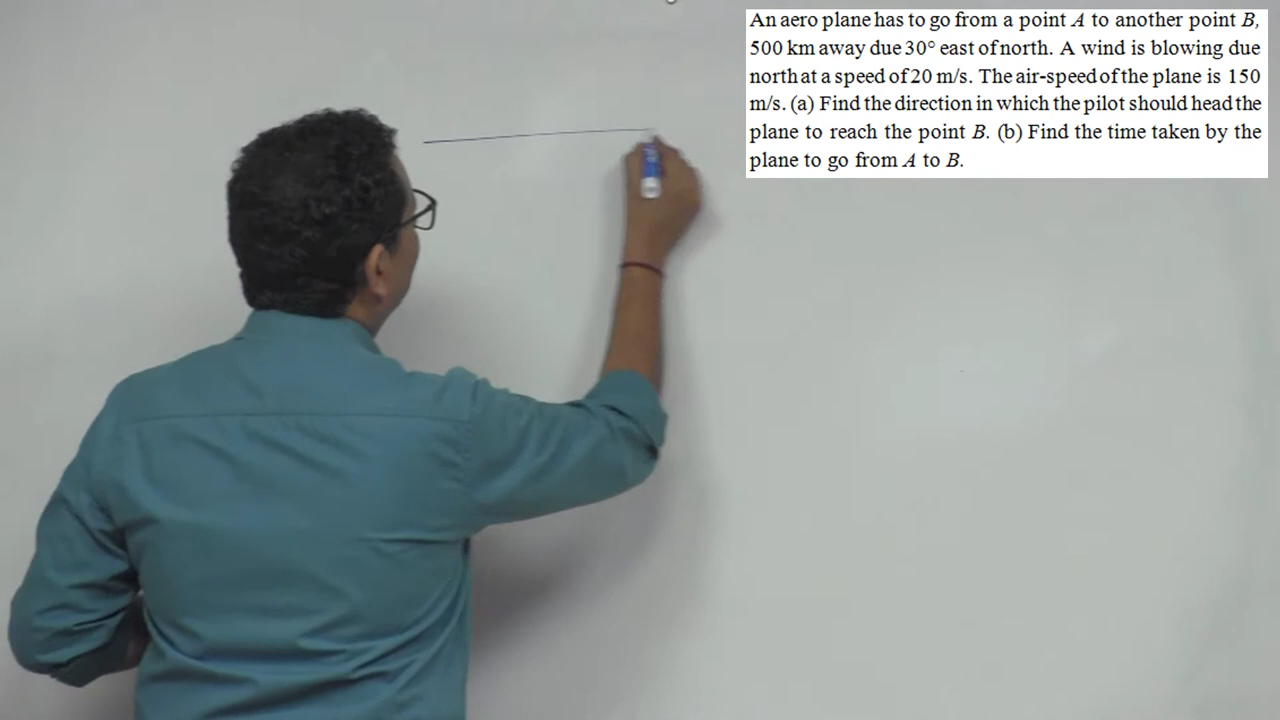 An aero plane has to go from a point A to another point B,
500 km away due 30° east of north. A wind is blowing due
north at a speed of 20 m/s. The air-speed of the plane is 150
m/s. (a) Find the direction in which the pilot should head the
plane to reach the point B. (b) Find the time taken by the
plane to go from A to B.